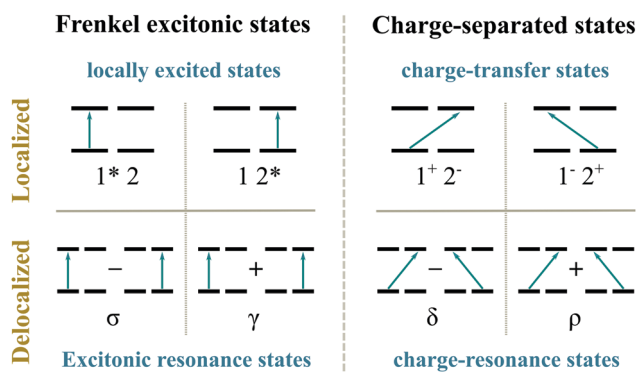 Frenkel excitonic states
Charge-separated states
locally excited states
charge-transfer states
Localized
1* 2
1 2*
1⁺ 2⁻
1⁻ 2⁺
Delocalized
−
+
−
+
σ
γ
δ
ρ
Excitonic resonance states
charge-resonance states